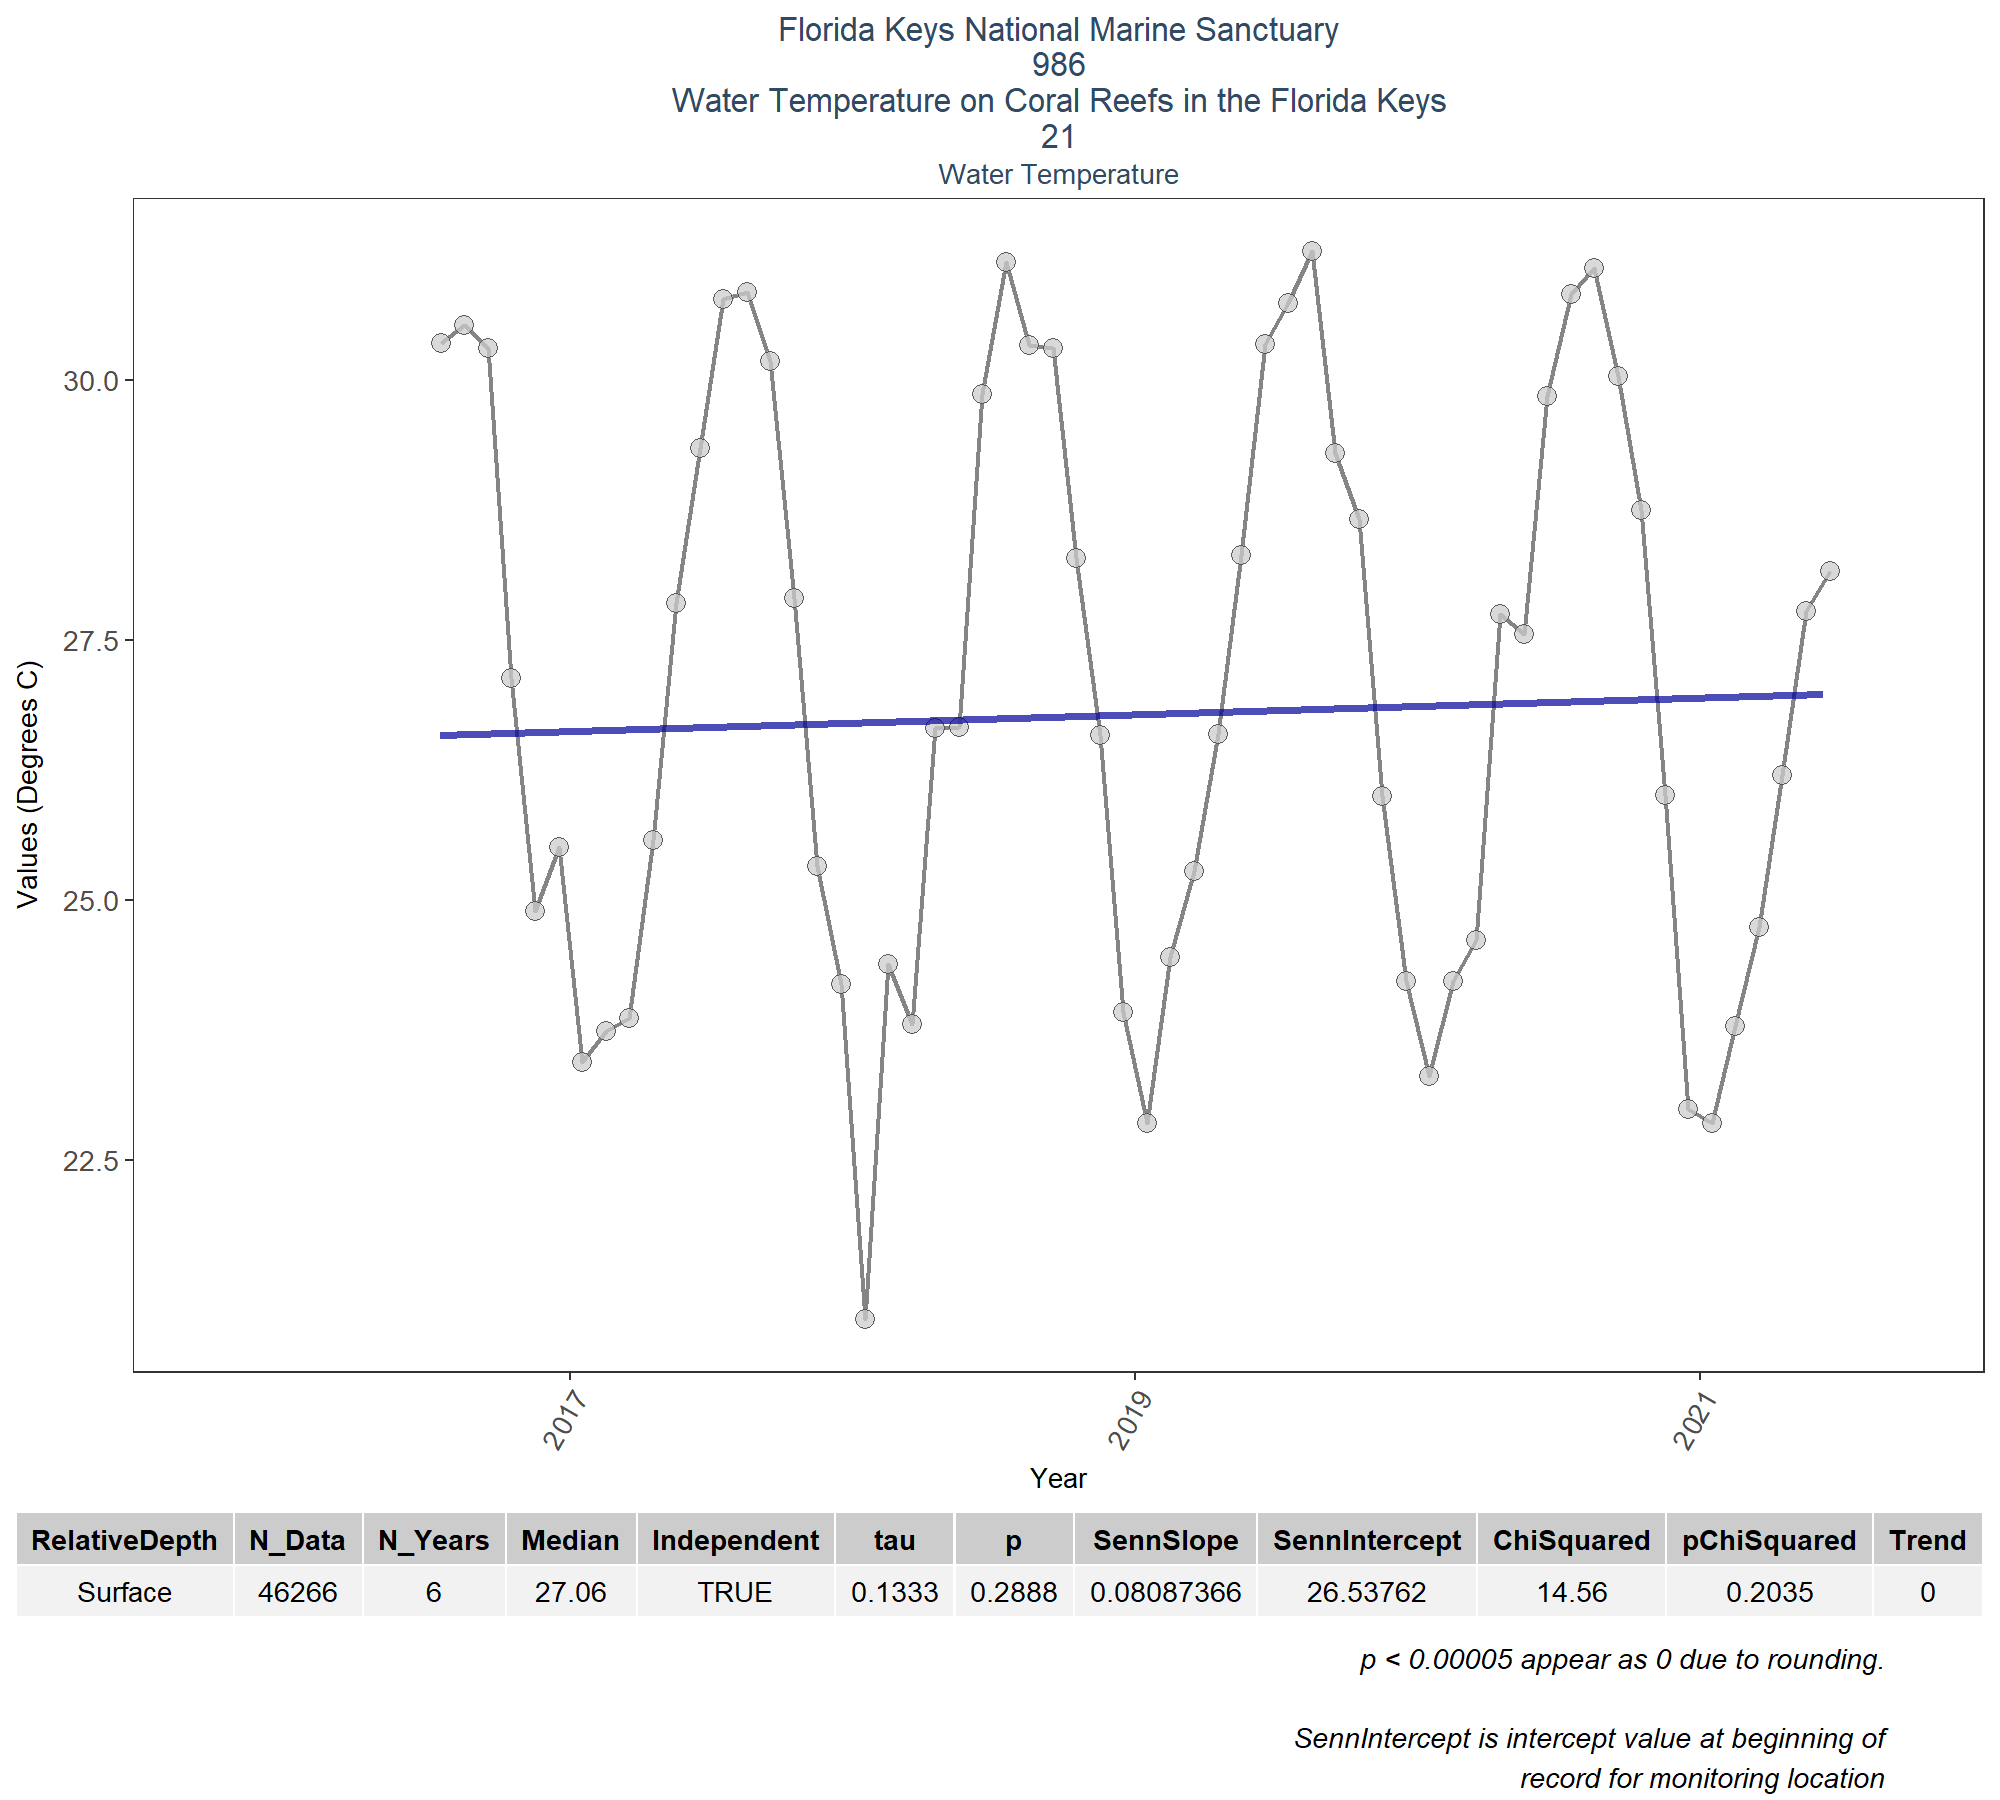 Florida Keys National Marine Sanctuary
986
Water Temperature on Coral Reefs in the Florida Keys
21
Water Temperature
Values (Degrees C)
30.0
27.5
25.0
22.5
2017
2019
2021
Year
RelativeDepth N_Data N_Years Median Independent tau p SennSlope SennIntercept ChiSquared pChiSquared Trend
Surface 46266 6 27.06 TRUE 0.1333 0.2888 0.08087366 26.53762 14.56 0.2035 0
p < 0.00005 appear as 0 due to rounding.
SennIntercept is intercept value at beginning of
record for monitoring location